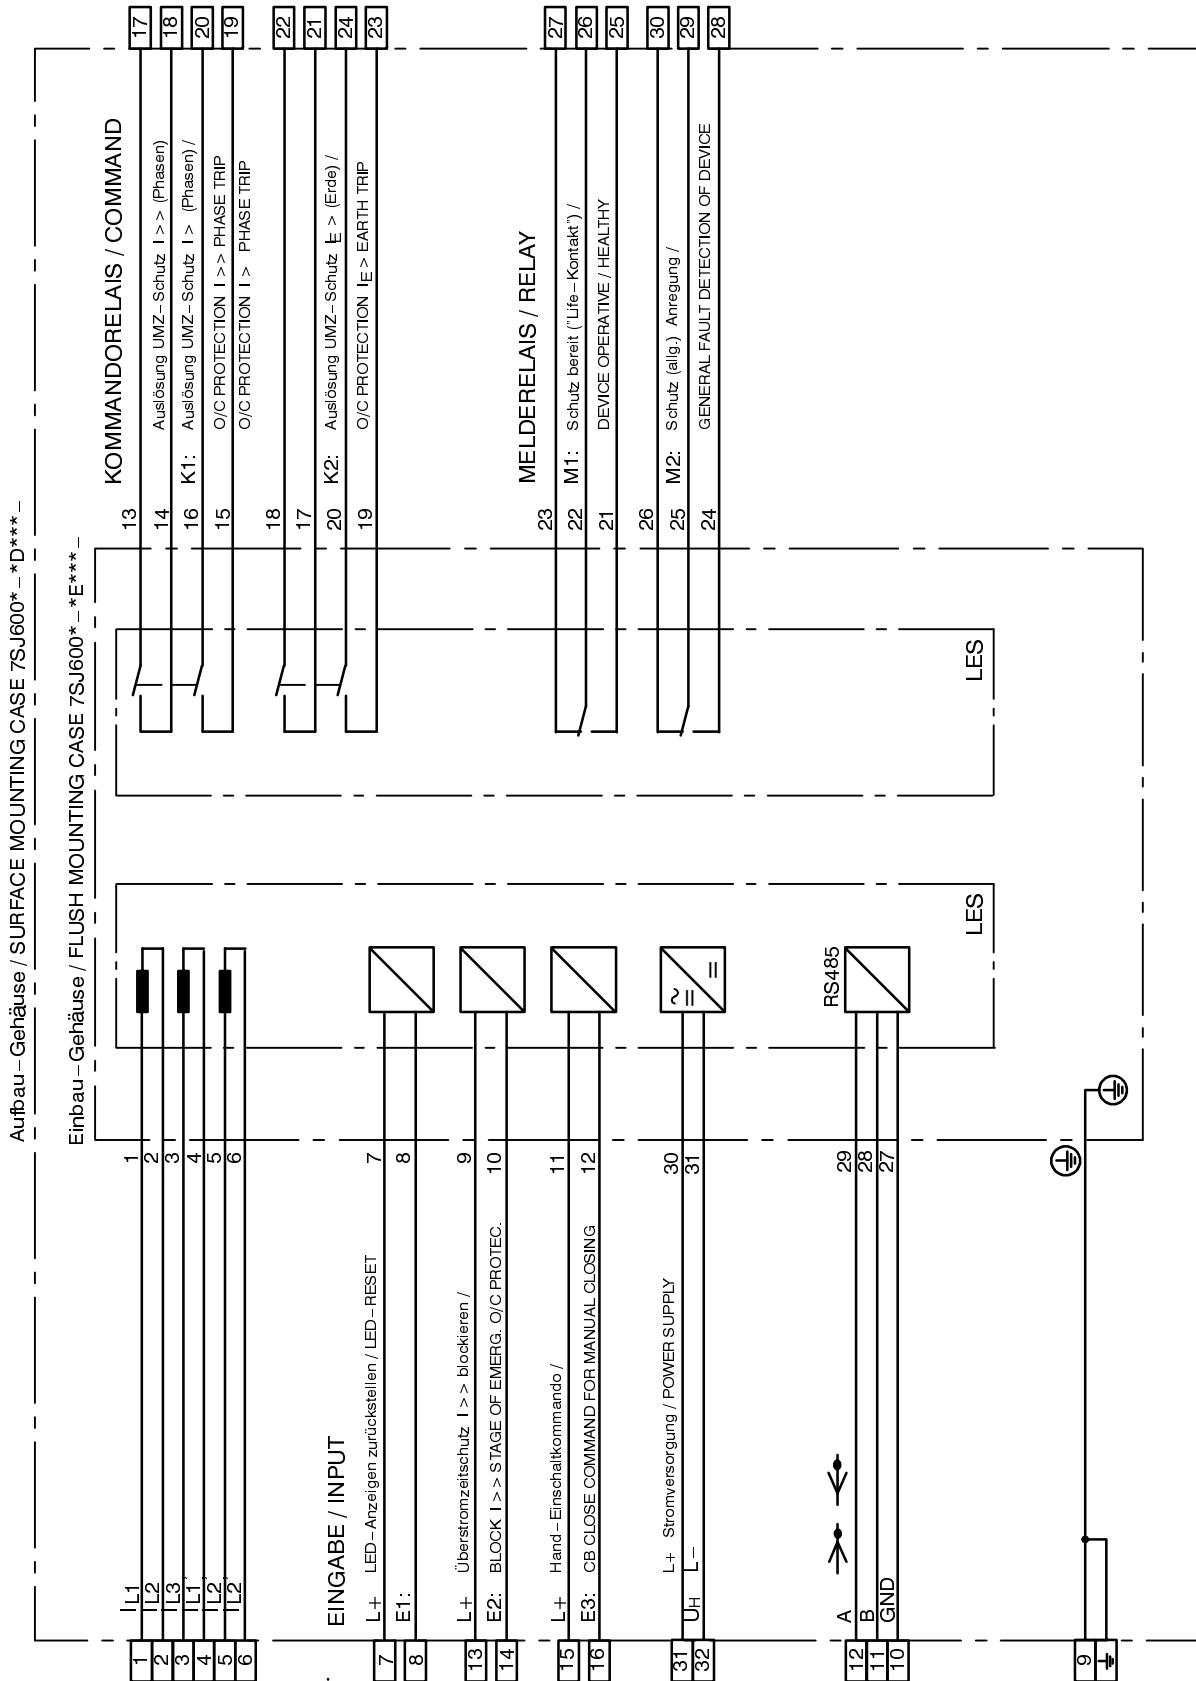 Aufbau–Gehäuse / SURFACE MOUNTING CASE 7SJ600*–*D***–
Einbau–Gehäuse / FLUSH MOUNTING CASE 7SJ600*–*E***–
1 IL1 1
2 IL2 2
3 IL3 3
4 IL1' 4
5 IL2' 5
6 IL2' 6
EINGABE / INPUT
7 L+ LED–Anzeigen zurückstellen / LED–RESET 7
8 E1: 8
13 L+ Überstromzeitschutz I >> blockieren / 9
14 E2: BLOCK I >> STAGE OF EMERG. O/C PROTEC. 10
15 L+ Hand–Einschaltkommando / 11
16 E3: CB CLOSE COMMAND FOR MANUAL CLOSING 12
31 L+ Stromversorgung / POWER SUPPLY 30
32 UH L– 31
~
=
=
12 A 29
11 B 28
10 GND 27
RS485
LES
9
KOMMANDORELAIS / COMMAND
13 17
14 Auslösung UMZ–Schutz I >> (Phasen) 18
16 K1: Auslösung UMZ–Schutz I > (Phasen) / 20
15 O/C PROTECTION I >> PHASE TRIP 19
O/C PROTECTION I > PHASE TRIP
18 22
17 21
20 K2: Auslösung UMZ–Schutz IE > (Erde) / 24
19 O/C PROTECTION IE > EARTH TRIP 23
MELDERELAIS / RELAY
23 27
22 M1: Schutz bereit ("Life–Kontakt") / 26
21 DEVICE OPERATIVE / HEALTHY 25
26 30
25 M2: Schutz (allg.) Anregung / 29
24 GENERAL FAULT DETECTION OF DEVICE 28
LES